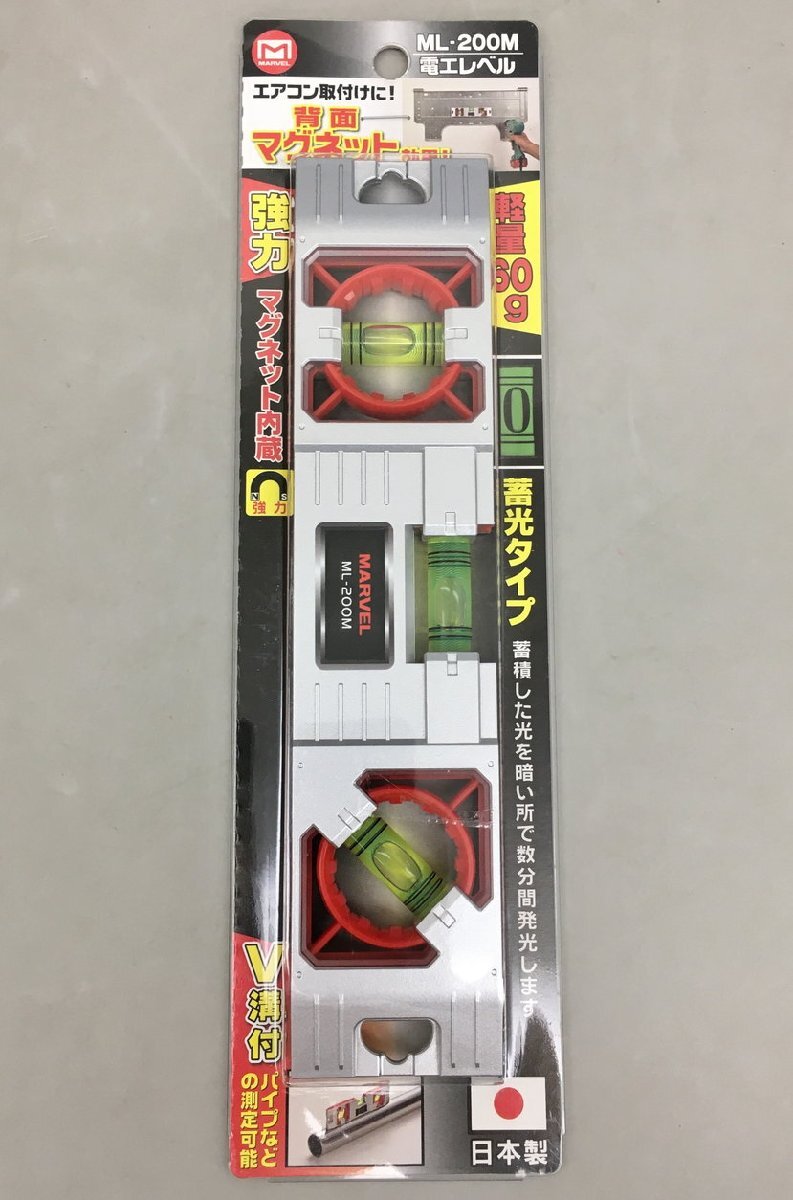 MARVEL
ML・200M
電工レベル
エアコン取付けに!
背面
マグネット
強力
マグネット内蔵
N S
強力
軽量
60g
蓄光タイプ
蓄積した光を暗い所で数分間発光します
MARVEL
ML-200M
V溝付
パイプなど
の測定可能
日本製